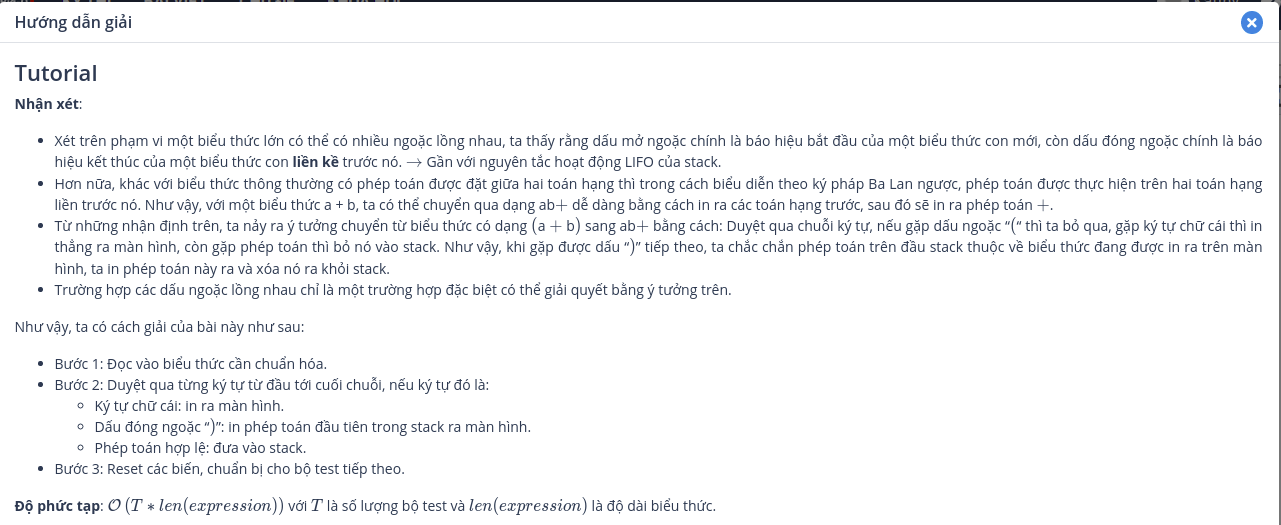 Hướng dẫn giải
Tutorial
Nhận xét:
• Xét trên phạm vi một biểu thức lớn có thể có nhiều ngoặc lồng nhau, ta thấy rằng dấu mở ngoặc chính là báo hiệu bắt đầu của một biểu thức con mới, còn dấu đóng ngoặc chính là báo
hiệu kết thúc của một biểu thức con liền kề trước nó. → Gần với nguyên tắc hoạt động LIFO của stack.
• Hơn nữa, khác với biểu thức thông thường có phép toán được đặt giữa hai toán hạng thì trong cách biểu diễn theo ký pháp Ba Lan ngược, phép toán được thực hiện trên hai toán hạng
liền trước nó. Như vậy, với một biểu thức a + b, ta có thể chuyển qua dạng ab+ dễ dàng bằng cách in ra các toán hạng trước, sau đó sẽ in ra phép toán +.
• Từ những nhận định trên, ta nảy ra ý tưởng chuyển từ biểu thức có dạng (a + b) sang ab+ bằng cách: Duyệt qua chuỗi ký tự, nếu gặp dấu ngoặc “(“ thì ta bỏ qua, gặp ký tự chữ cái thì in
thẳng ra màn hình, còn gặp phép toán thì bỏ nó vào stack. Như vậy, khi gặp được dấu “)” tiếp theo, ta chắc chắn phép toán trên đầu stack thuộc về biểu thức đang được in ra trên màn
hình, ta in phép toán này ra và xóa nó ra khỏi stack.
• Trường hợp các dấu ngoặc lồng nhau chỉ là một trường hợp đặc biệt có thể giải quyết bằng ý tưởng trên.
Như vậy, ta có cách giải của bài này như sau:
• Bước 1: Đọc vào biểu thức cần chuẩn hóa.
• Bước 2: Duyệt qua từng ký tự từ đầu tới cuối chuỗi, nếu ký tự đó là:
◦ Ký tự chữ cái: in ra màn hình.
◦ Dấu đóng ngoặc “)”: in phép toán đầu tiên trong stack ra màn hình.
◦ Phép toán hợp lệ: đưa vào stack.
• Bước 3: Reset các biến, chuẩn bị cho bộ test tiếp theo.
Độ phức tạp: O (T * len(expression)) với T là số lượng bộ test và len(expression) là độ dài biểu thức.